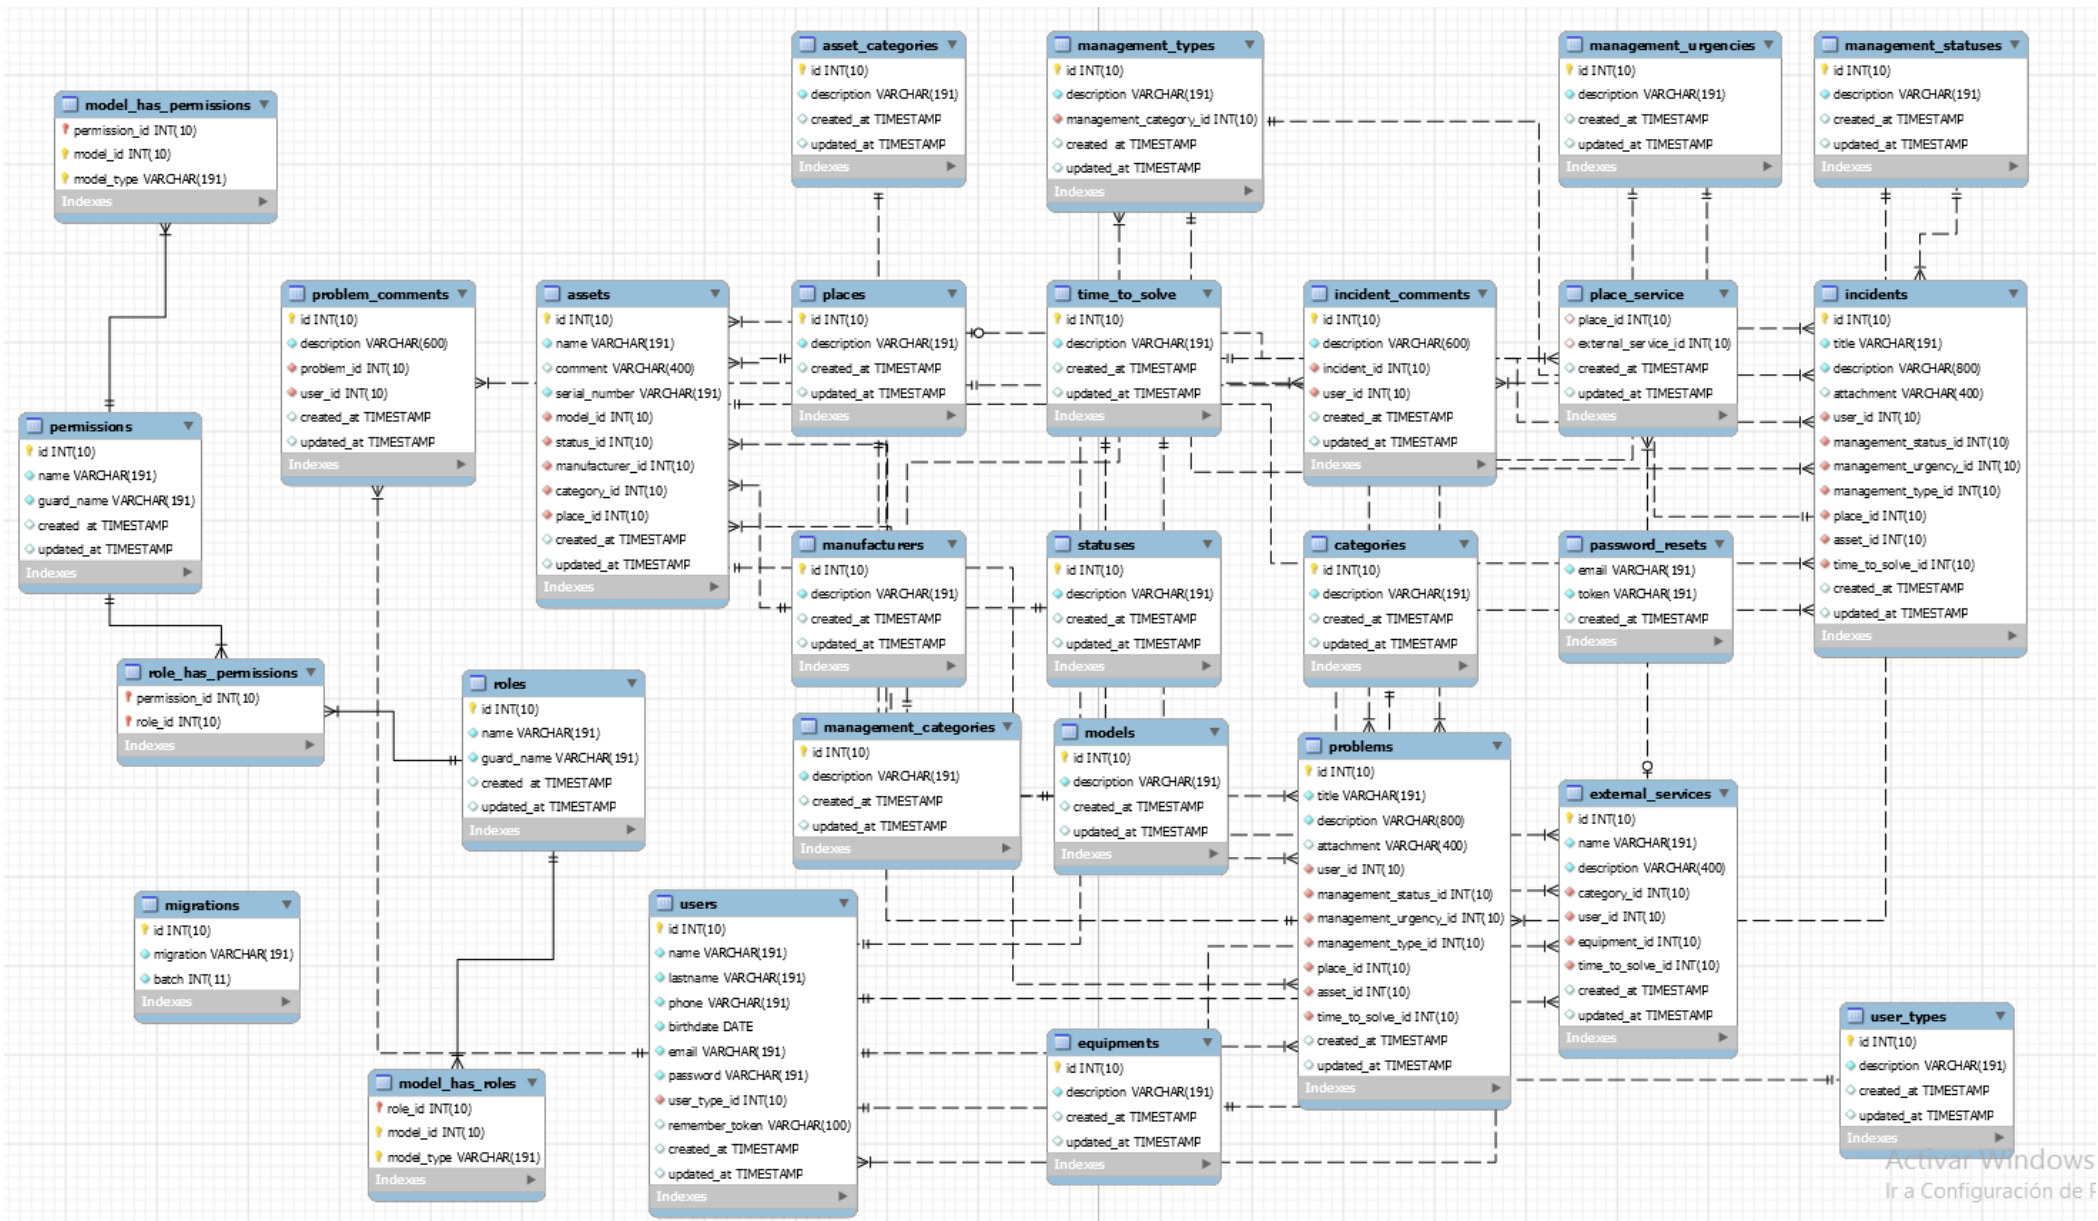 asset_categories
id INT(10)
description VARCHAR(191)
created_at TIMESTAMP
updated_at TIMESTAMP
Indexes
management_types
id INT(10)
description VARCHAR(191)
management_category_id INT(10)
created_at TIMESTAMP
updated_at TIMESTAMP
Indexes
management_urgencies
id INT(10)
description VARCHAR(191)
created_at TIMESTAMP
updated_at TIMESTAMP
Indexes
management_statuses
id INT(10)
description VARCHAR(191)
created_at TIMESTAMP
updated_at TIMESTAMP
Indexes
model_has_permissions
permission_id INT(10)
model_id INT(10)
model_type VARCHAR(191)
Indexes
problem_comments
id INT(10)
description VARCHAR(600)
problem_id INT(10)
user_id INT(10)
created_at TIMESTAMP
updated_at TIMESTAMP
Indexes
assets
id INT(10)
name VARCHAR(191)
comment VARCHAR(400)
serial_number VARCHAR(191)
model_id INT(10)
status_id INT(10)
manufacturer_id INT(10)
category_id INT(10)
place_id INT(10)
created_at TIMESTAMP
updated_at TIMESTAMP
Indexes
places
id INT(10)
description VARCHAR(191)
created_at TIMESTAMP
updated_at TIMESTAMP
Indexes
time_to_solve
id INT(10)
description VARCHAR(191)
created_at TIMESTAMP
updated_at TIMESTAMP
Indexes
incident_comments
id INT(10)
description VARCHAR(600)
incident_id INT(10)
user_id INT(10)
created_at TIMESTAMP
updated_at TIMESTAMP
Indexes
place_service
place_id INT(10)
external_service_id INT(10)
created_at TIMESTAMP
updated_at TIMESTAMP
Indexes
incidents
id INT(10)
title VARCHAR(191)
description VARCHAR(800)
attachment VARCHAR(400)
user_id INT(10)
management_status_id INT(10)
management_urgency_id INT(10)
management_type_id INT(10)
place_id INT(10)
asset_id INT(10)
time_to_solve_id INT(10)
created_at TIMESTAMP
updated_at TIMESTAMP
Indexes
permissions
id INT(10)
name VARCHAR(191)
guard_name VARCHAR(191)
created_at TIMESTAMP
updated_at TIMESTAMP
Indexes
manufacturers
id INT(10)
description VARCHAR(191)
created_at TIMESTAMP
updated_at TIMESTAMP
Indexes
statuses
id INT(10)
description VARCHAR(191)
created_at TIMESTAMP
updated_at TIMESTAMP
Indexes
categories
id INT(10)
description VARCHAR(191)
created_at TIMESTAMP
updated_at TIMESTAMP
Indexes
password_resets
email VARCHAR(191)
token VARCHAR(191)
created_at TIMESTAMP
Indexes
role_has_permissions
permission_id INT(10)
role_id INT(10)
Indexes
roles
id INT(10)
name VARCHAR(191)
guard_name VARCHAR(191)
created_at TIMESTAMP
updated_at TIMESTAMP
Indexes
management_categories
id INT(10)
description VARCHAR(191)
created_at TIMESTAMP
updated_at TIMESTAMP
Indexes
models
id INT(10)
description VARCHAR(191)
created_at TIMESTAMP
updated_at TIMESTAMP
Indexes
problems
id INT(10)
title VARCHAR(191)
description VARCHAR(800)
attachment VARCHAR(400)
user_id INT(10)
management_status_id INT(10)
management_urgency_id INT(10)
management_type_id INT(10)
place_id INT(10)
asset_id INT(10)
time_to_solve_id INT(10)
created_at TIMESTAMP
updated_at TIMESTAMP
Indexes
external_services
id INT(10)
name VARCHAR(191)
description VARCHAR(400)
category_id INT(10)
user_id INT(10)
equipment_id INT(10)
time_to_solve_id INT(10)
created_at TIMESTAMP
updated_at TIMESTAMP
Indexes
migrations
id INT(10)
migration VARCHAR(191)
batch INT(11)
Indexes
users
id INT(10)
name VARCHAR(191)
lastname VARCHAR(191)
phone VARCHAR(191)
birthdate DATE
email VARCHAR(191)
password VARCHAR(191)
user_type_id INT(10)
remember_token VARCHAR(100)
created_at TIMESTAMP
updated_at TIMESTAMP
Indexes
model_has_roles
role_id INT(10)
model_id INT(10)
model_type VARCHAR(191)
Indexes
equipments
id INT(10)
description VARCHAR(191)
created_at TIMESTAMP
updated_at TIMESTAMP
Indexes
user_types
id INT(10)
description VARCHAR(191)
created_at TIMESTAMP
updated_at TIMESTAMP
Indexes
Activar Windows
Ir a Configuración de